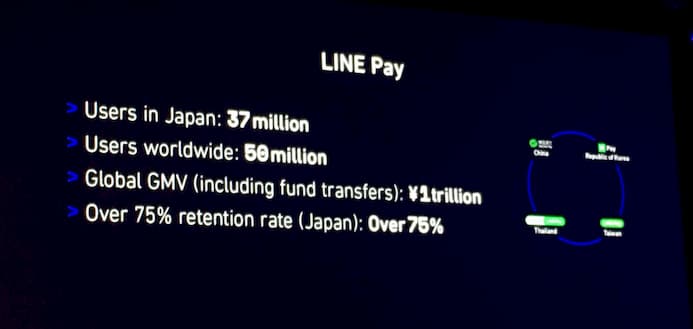 LINE Pay
> Users in Japan: 37 million
> Users worldwide: 50 million
> Global GMV (including fund transfers): ¥1 trillion
> Over 75% retention rate (Japan): Over 75%
China
Pay
Republic of Korea
Thailand
Taiwan